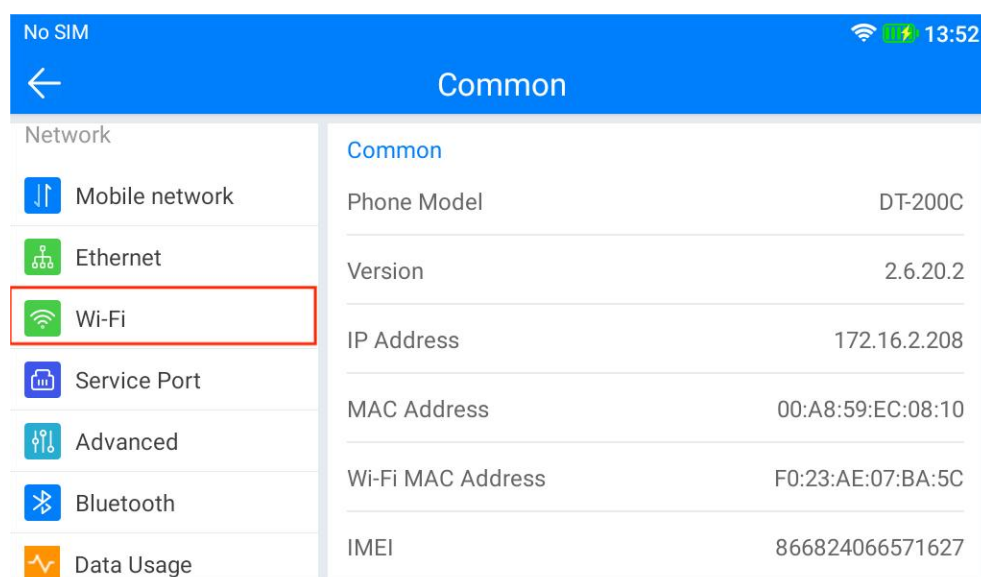 No SIM
13:52
Common
Network
Mobile network
Ethernet
Wi-Fi
Service Port
Advanced
Bluetooth
Data Usage
Common
Phone Model DT-200C
Version 2.6.20.2
IP Address 172.16.2.208
MAC Address 00:A8:59:EC:08:10
Wi-Fi MAC Address F0:23:AE:07:BA:5C
IMEI 866824066571627